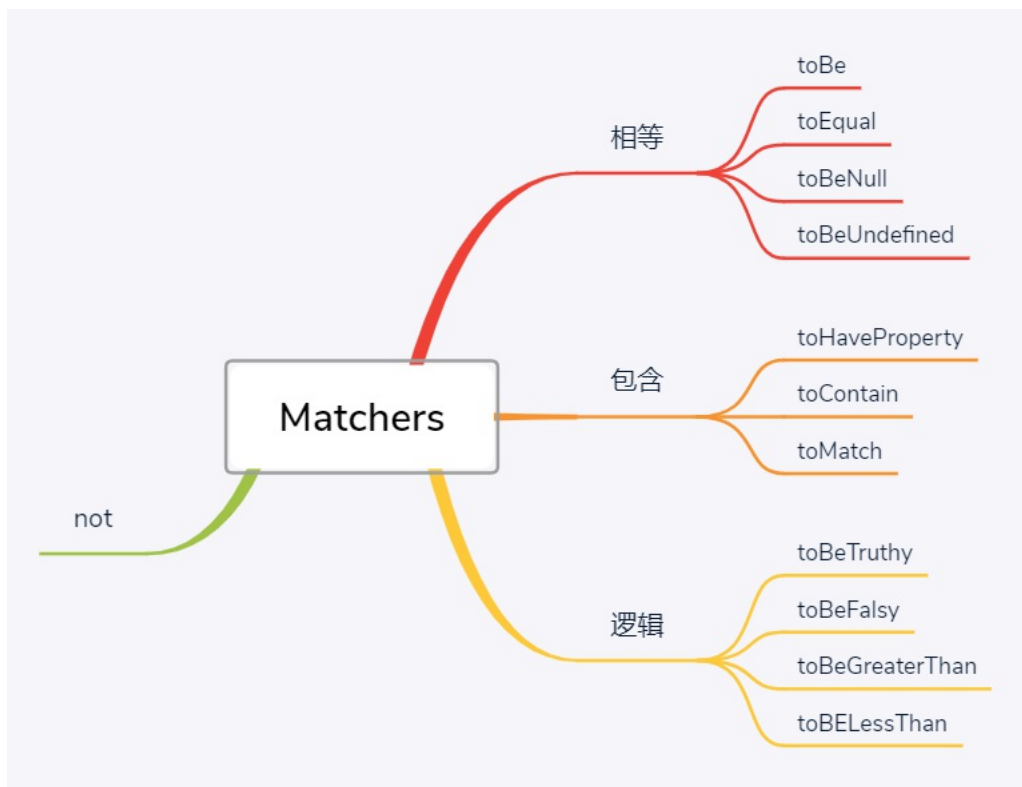 Matchers
相等
toBe
toEqual
toBeNull
toBeUndefined
包含
toHaveProperty
toContain
toMatch
逻辑
toBeTruthy
toBeFalsy
toBeGreaterThan
toBELessThan
not